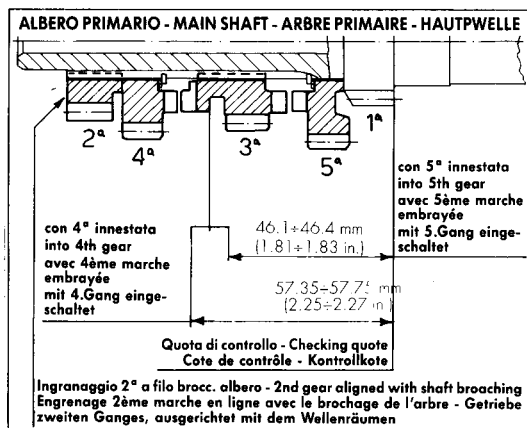 ALBERO PRIMARIO - MAIN SHAFT - ARBRE PRIMAIRE - HAUTPWELLE
2ª
4ª
3ª
5ª
1ª
con 4ª innestata
into 4th gear
avec 4ème marche
embrayée
mit 4.Gang einge-
schaltet
46.1÷46.4 mm
(1.81÷1.83 in.)
57.35÷57.75 mm
(2.25÷2.27 in.)
con 5ª innestata
into 5th gear
avec 5ème marche
embrayée
mit 5.Gang einge-
schaltet
Quota di controllo - Checking quote
Cote de contrôle - Kontrollkote
Ingranaggio 2ª a filo brocc. albero - 2nd gear aligned with shaft broaching
Engrenage 2ème marche en ligne avec le brochage de l'arbre - Getriebe
zweiten Ganges, ausgerichtet mit dem Wellenräumen